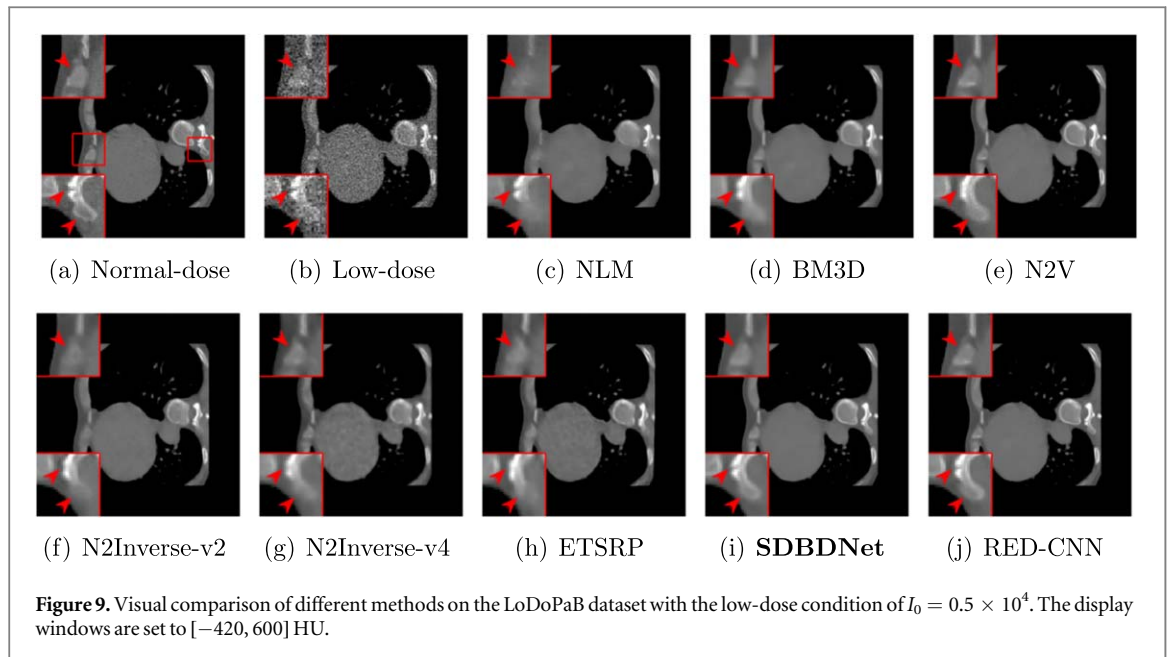 (a) Normal-dose (b) Low-dose (c) NLM (d) BM3D (e) N2V
(f) N2Inverse-v2 (g) N2Inverse-v4 (h) ETSRP (i) SDBDNet (j) RED-CNN
Figure 9. Visual comparison of different methods on the LoDoPaB dataset with the low-dose condition of I₀ = 0.5 × 10⁴. The display
windows are set to [−420, 600] HU.